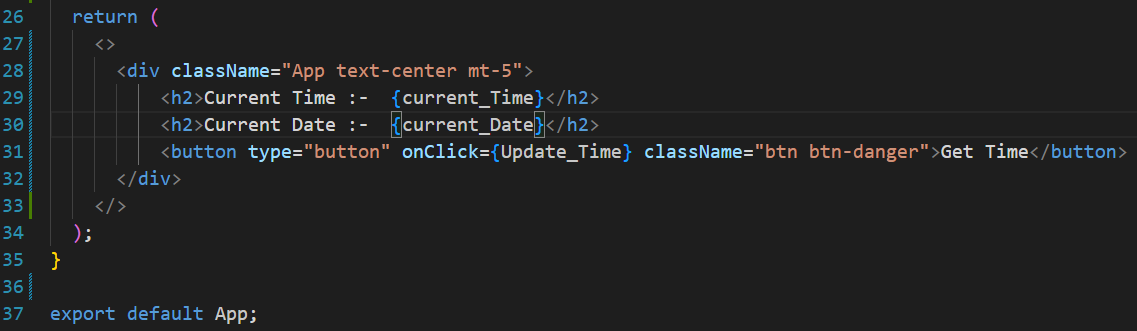 26 return (
27 <>
28 <div className="App text-center mt-5">
29 <h2>Current Time :-  {current_Time}</h2>
30 <h2>Current Date :-  {current_Date}</h2>
31 <button type="button" onClick={Update_Time} className="btn btn-danger">Get Time</button>
32 </div>
33 </>
34 );
35 }
36
37 export default App;